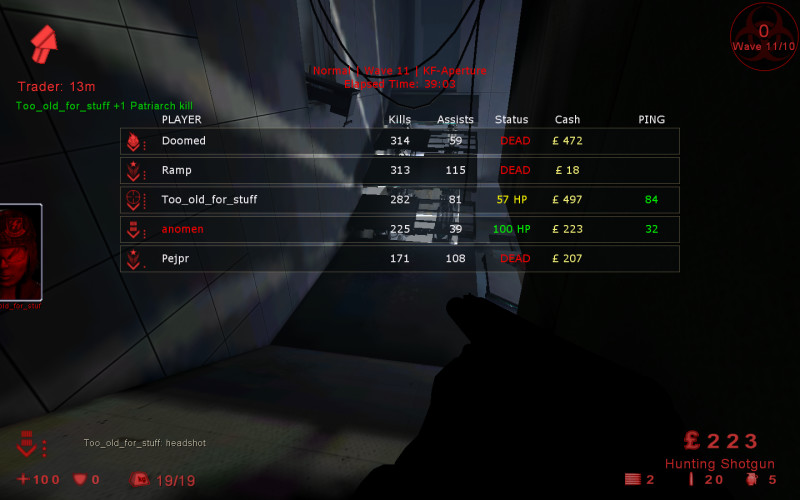 0
Wave 11/10
Normal | Wave 11 | KF-Aperture
Elapsed Time: 39:03
Trader: 13m
Too_old_for_stuff +1 Patriarch kill
PLAYER Kills Assists Status Cash PING
Doomed 314 59 DEAD £ 472
Ramp 313 115 DEAD £ 18
Too_old_for_stuff 282 81 57 HP £ 497 84
anomen 225 39 100 HP £ 223 32
Pejpr 171 108 DEAD £ 207
Too_old_for_stuff: headshot
£ 223
Hunting Shotgun
100 0 19/19 2 20 5